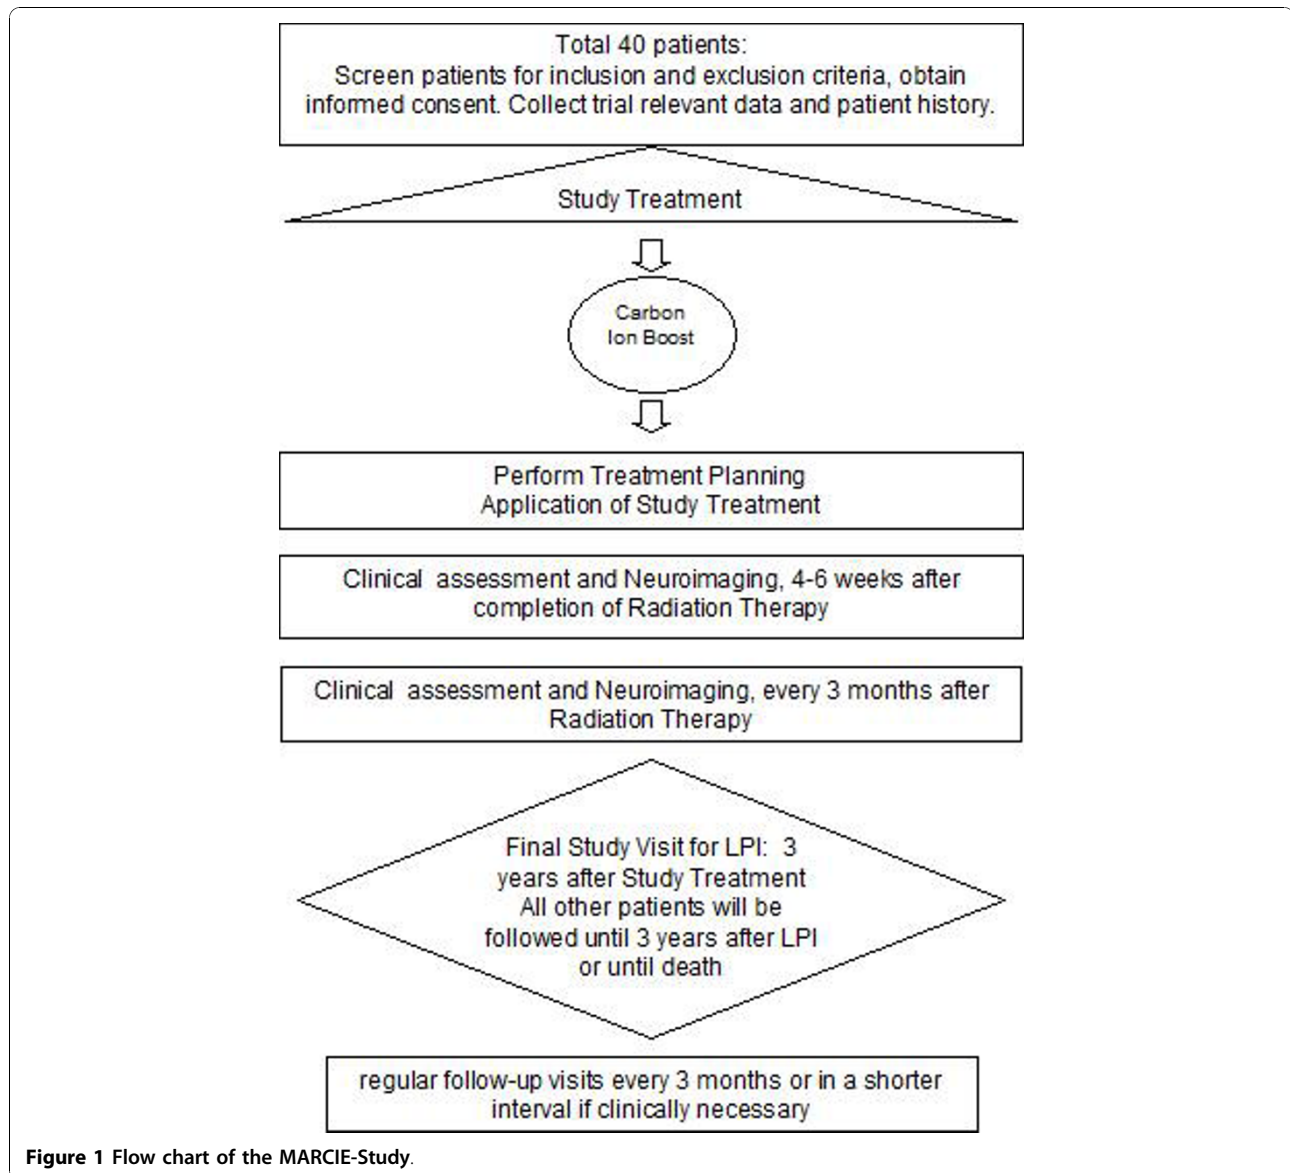 Total 40 patients:
Screen patients for inclusion and exclusion criteria, obtain
informed consent. Collect trial relevant data and patient history.
Study Treatment
Carbon
Ion Boost
Perform Treatment Planning
Application of Study Treatment
Clinical assessment and Neuroimaging, 4-6 weeks after
completion of Radiation Therapy
Clinical assessment and Neuroimaging, every 3 months after
Radiation Therapy
Final Study Visit for LPI: 3
years after Study Treatment
All other patients will be
followed until 3 years after LPI
or until death
regular follow-up visits every 3 months or in a shorter
interval if clinically necessary
Figure 1 Flow chart of the MARCIE-Study.